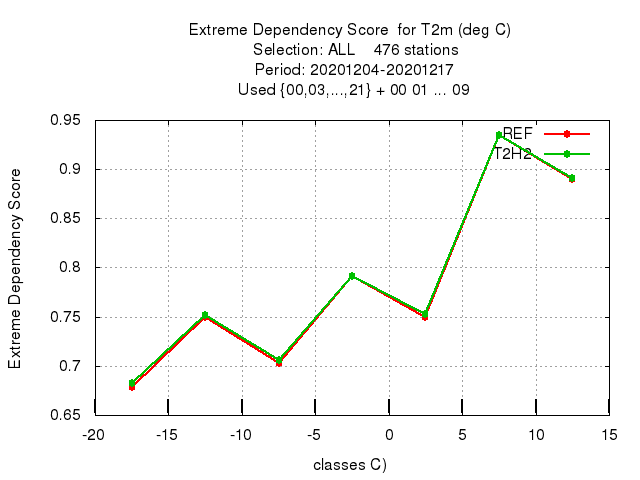 Extreme Dependency Score  for T2m (deg C)
Selection: ALL    476 stations
Period: 20201204-20201217
Used {00,03,...,21} + 00 01 ... 09
Extreme Dependency Score
0.95
0.9
0.85
0.8
0.75
0.7
0.65
REF
T2H2
-20 -15 -10 -5 0 5 10 15
classes C)